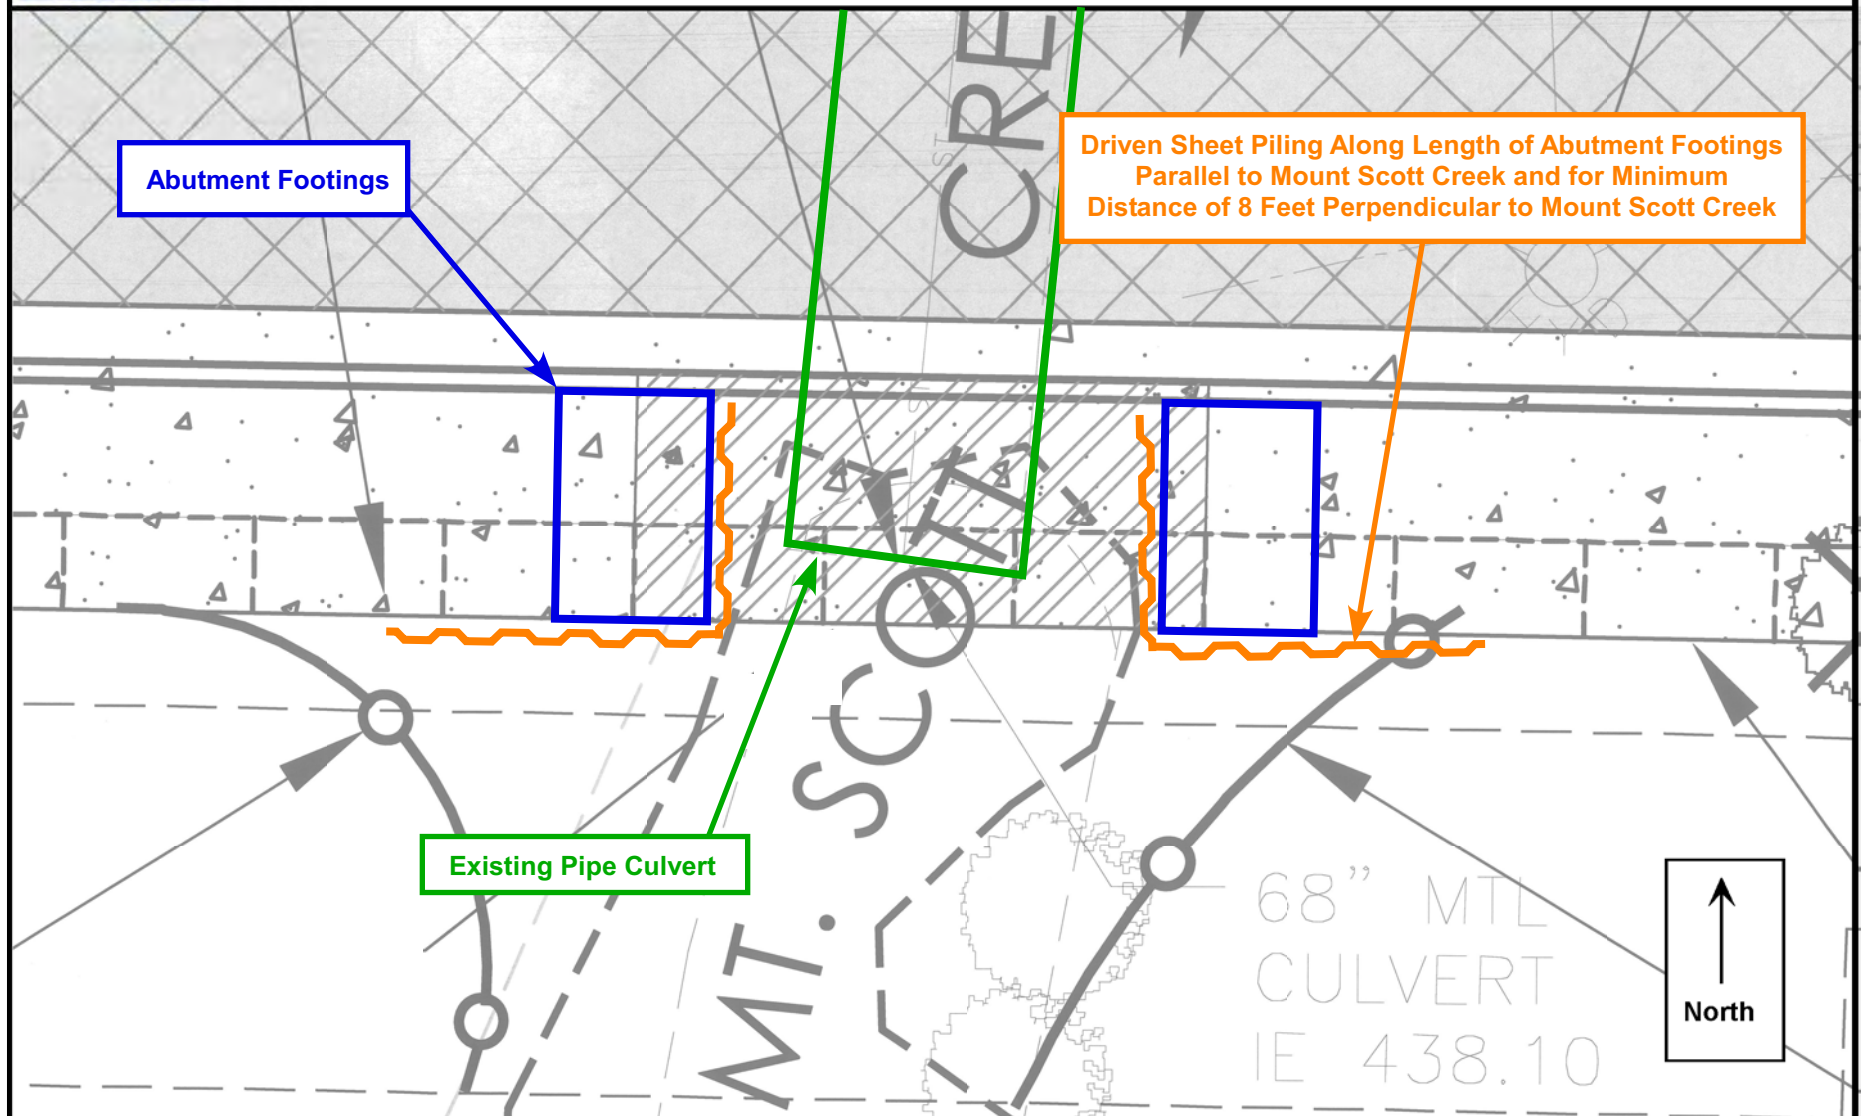 Abutment Footings
Driven Sheet Piling Along Length of Abutment Footings
Parallel to Mount Scott Creek and for Minimum
Distance of 8 Feet Perpendicular to Mount Scott Creek
Existing Pipe Culvert
MT. SCOTT CRE
68” MTL
CULVERT
IE 438.10
North